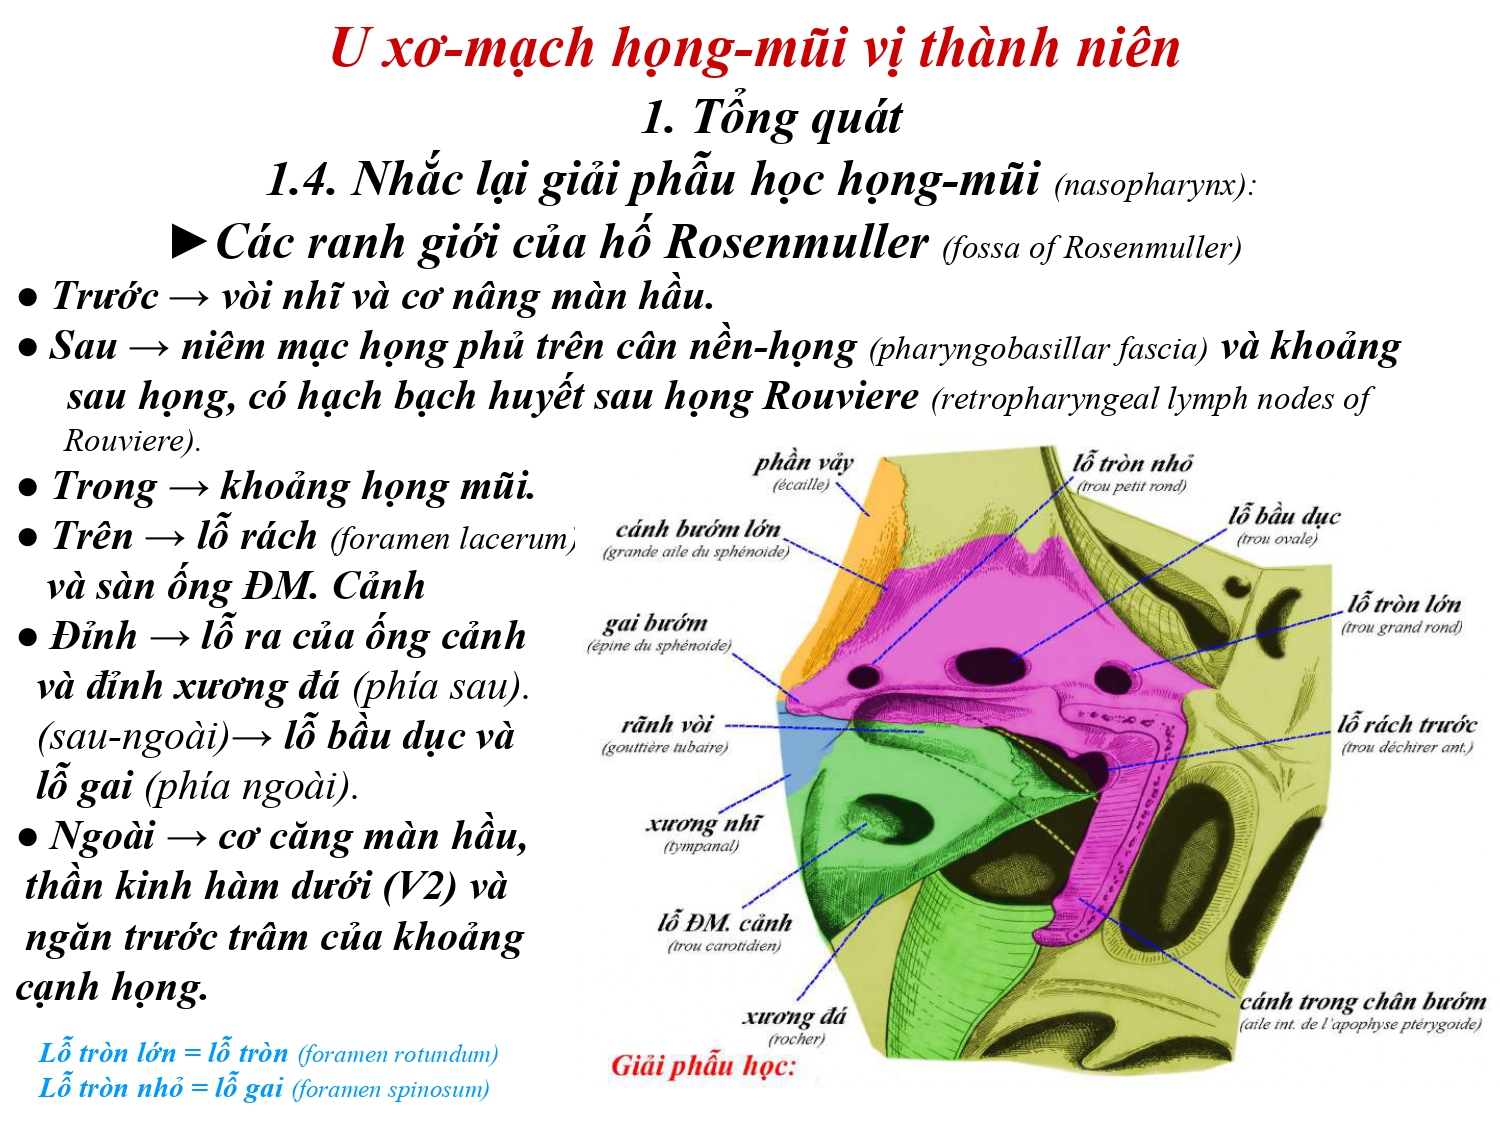 U xơ-mạch họng-mũi vị thành niên
1. Tổng quát
1.4. Nhắc lại giải phẫu học họng-mũi (nasopharynx):
►Các ranh giới của hố Rosenmuller (fossa of Rosenmuller)
● Trước → vòi nhĩ và cơ nâng màn hầu.
● Sau → niêm mạc họng phủ trên cân nền-họng (pharyngobasillar fascia) và khoảng
sau họng, có hạch bạch huyết sau họng Rouviere (retropharyngeal lymph nodes of
Rouviere).
● Trong → khoảng họng mũi.
● Trên → lỗ rách (foramen lacerum)
và sàn ống ĐM. Cảnh
● Đỉnh → lỗ ra của ống cảnh
và đỉnh xương đá (phía sau).
(sau-ngoài)→ lỗ bầu dục và
lỗ gai (phía ngoài).
● Ngoài → cơ căng màn hầu,
thần kinh hàm dưới (V2) và
ngăn trước trâm của khoảng
cạnh họng.
Lỗ tròn lớn = lỗ tròn (foramen rotundum)
Lỗ tròn nhỏ = lỗ gai (foramen spinosum)
phần vảy
(écaille)
cánh bướm lớn
(grande aile du sphénoide)
gai bướm
(épine du sphénoide)
rãnh vòi
(gouttière tubaire)
xương nhĩ
(tympanal)
lỗ ĐM. cảnh
(trou carotidien)
xương đá
(rocher)
lỗ tròn nhỏ
(trou petit rond)
lỗ bầu dục
(trou ovale)
lỗ tròn lớn
(trou grand rond)
lỗ rách trước
(trou déchirer ant.)
cánh trong chân bướm
(aile int. de l'apophyse ptérygoide)
Giải phẫu học: